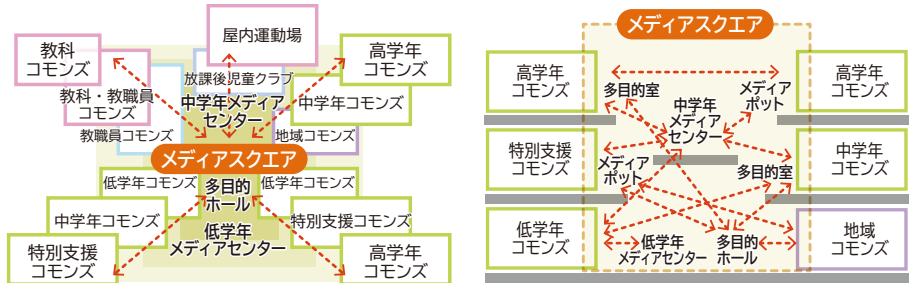 屋内運動場
教科
コモンズ
高学年
コモンズ
放課後児童クラブ
教科・教職員
コモンズ
中学年メディア
センター
中学年コモンズ
教職員コモンズ
地域コモンズ
メディアスクエア
低学年コモンズ
多目的
ホール
低学年コモンズ
中学年コモンズ
特別支援コモンズ
低学年
メディアセンター
特別支援
コモンズ
高学年
コモンズ
メディアスクエア
高学年
コモンズ
多目的室
メディア
ポット
高学年
コモンズ
中学年
メディア
センター
特別支援
コモンズ
メディア
ポット
多目的室
中学年
コモンズ
低学年
コモンズ
低学年
メディアセンター
多目的
ホール
地域
コモンズ